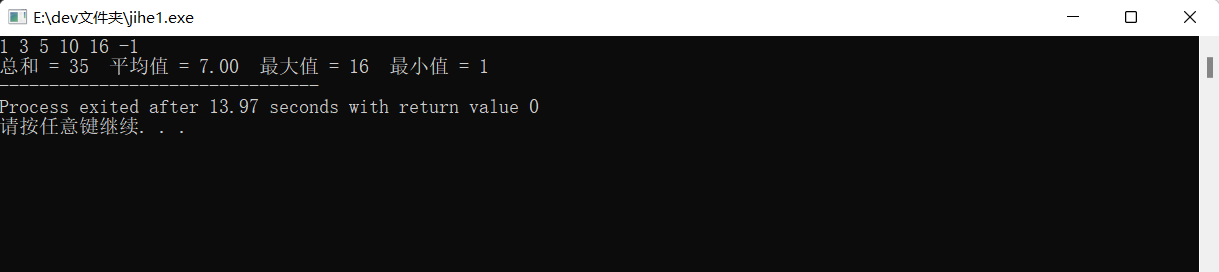 E:\dev文件夹\jihe1.exe
1 3 5 10 16 -1
总和 = 35  平均值 = 7.00  最大值 = 16  最小值 = 1
--------------------------------
Process exited after 13.97 seconds with return value 0
请按任意键继续. . .